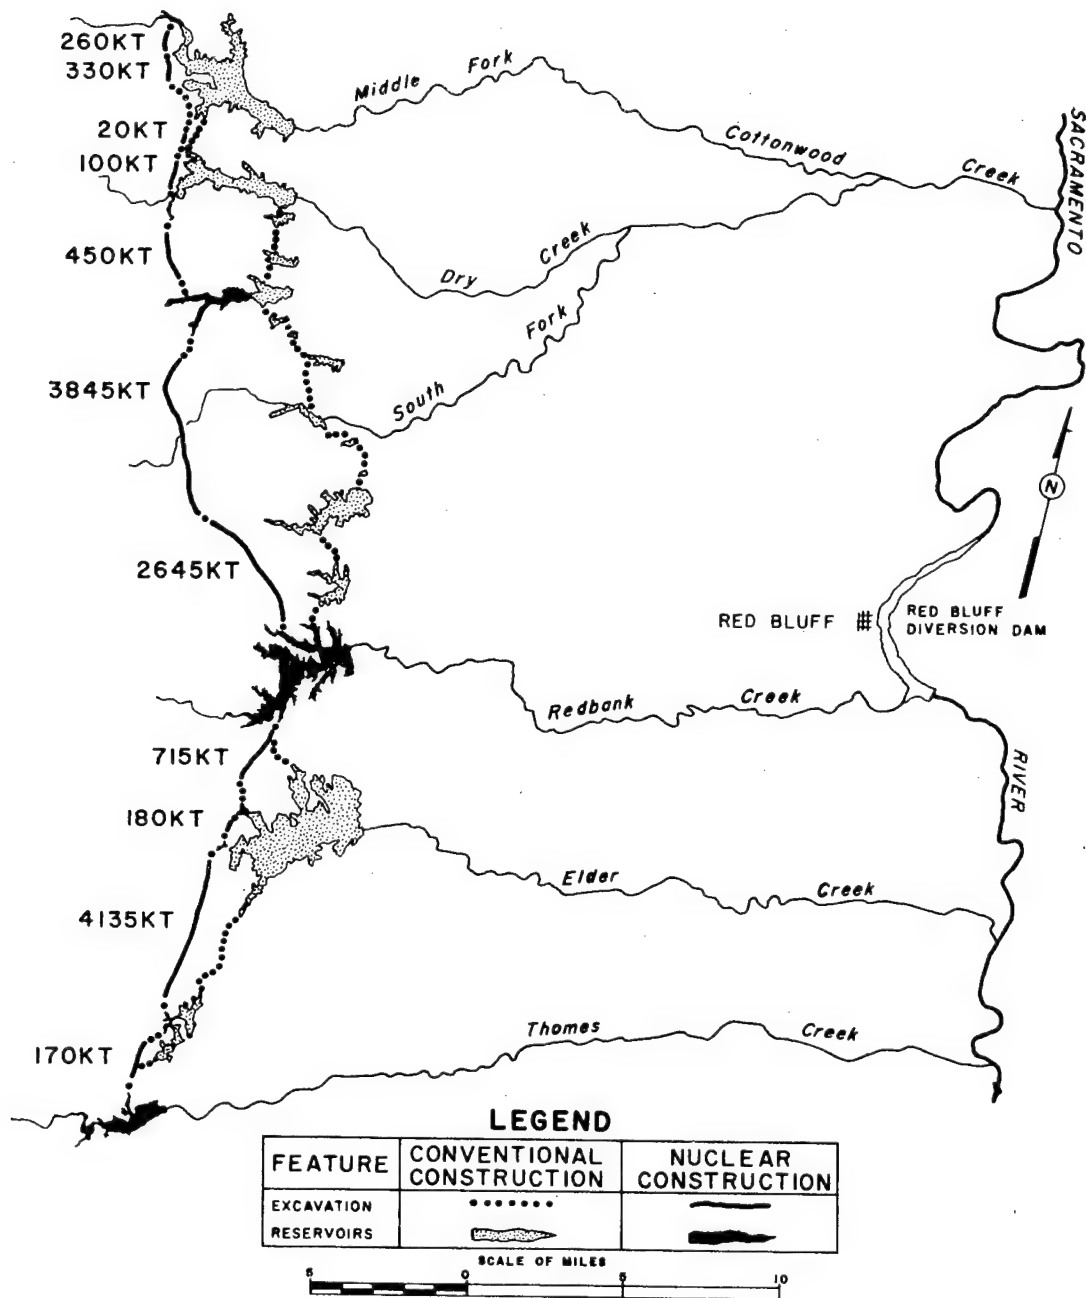 260KT
330KT
20KT
100KT
450KT
3845KT
2645KT
715KT
180KT
4135KT
170KT
Middle Fork Cottonwood Creek
Dry Creek
South Fork
SACRAMENTO
RIVER
N
RED BLUFF
RED BLUFF
DIVERSION DAM
Redbank Creek
Elder Creek
Thomes Creek
LEGEND
FEATURE
CONVENTIONAL
CONSTRUCTION
NUCLEAR
CONSTRUCTION
EXCAVATION
RESERVOIRS
SCALE OF MILES
5 0 5 10